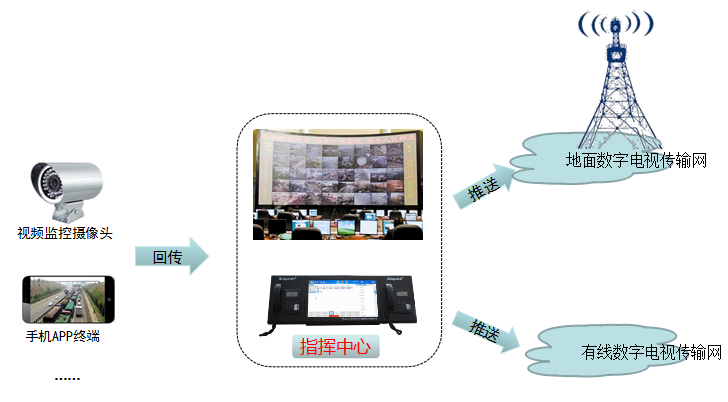 视频监控摄像头
手机APP终端
……
回传
指挥中心
推送
地面数字电视传输网
推送
有线数字电视传输网